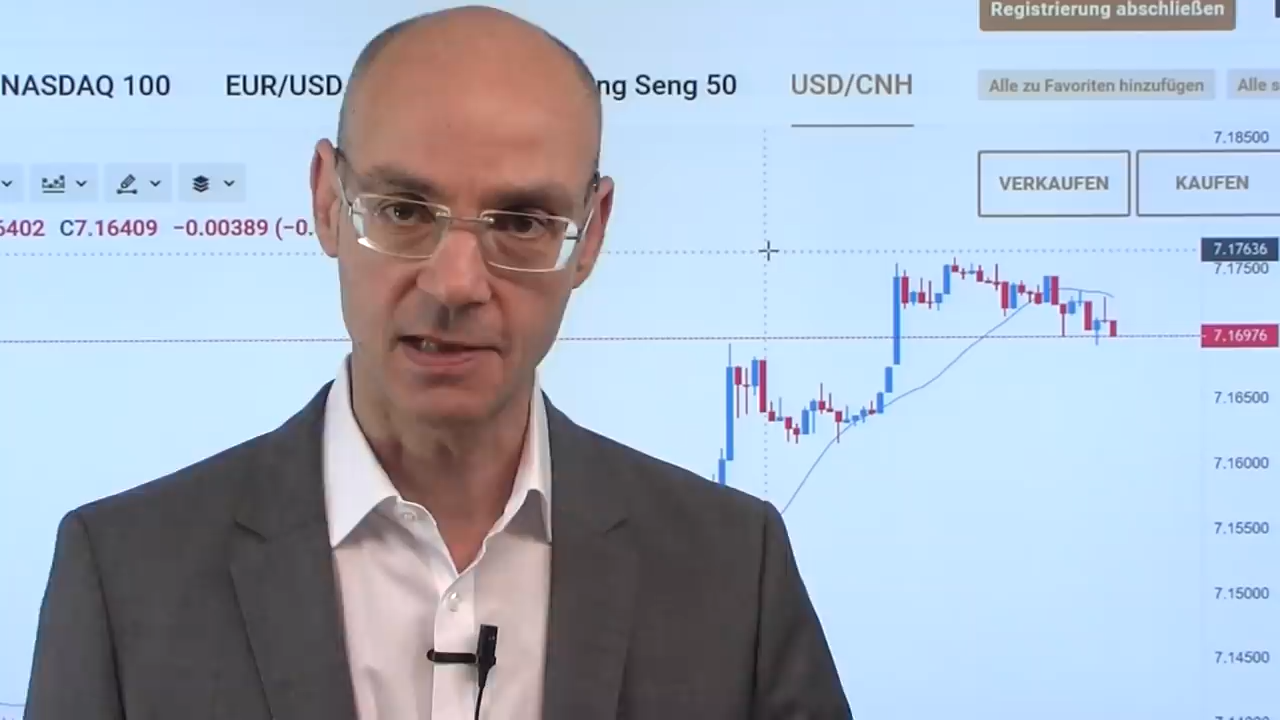 Registrierung abschließen
NASDAQ 100 EUR/USD ng Seng 50 USD/CNH Alle zu Favoriten hinzufügen Alle s
7.18500
VERKAUFEN KAUFEN
6402 C7.16409 −0.00389 (−0.
7.17636
7.17500
7.16976
7.16500
7.16000
7.15500
7.15000
7.14500